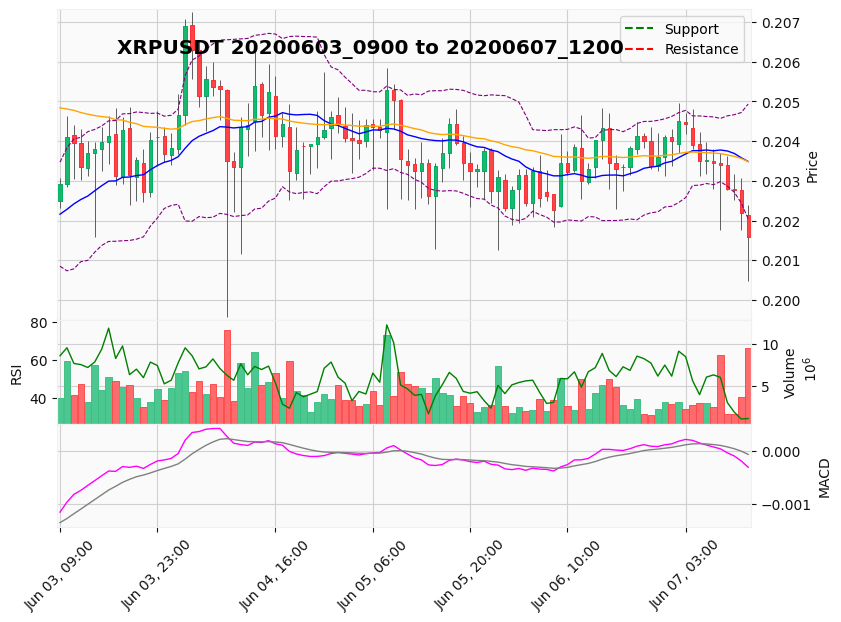 XRPUSDT 20200603_0900 to 20200607_1200
Support
Resistance
0.207
0.206
0.205
0.204
0.203
0.202
0.201
0.200
Price
80
60
40
RSI
10
5
Volume
10⁶
0.000
−0.001
MACD
Jun 03, 09:00
Jun 03, 23:00
Jun 04, 16:00
Jun 05, 06:00
Jun 05, 20:00
Jun 06, 10:00
Jun 07, 03:00